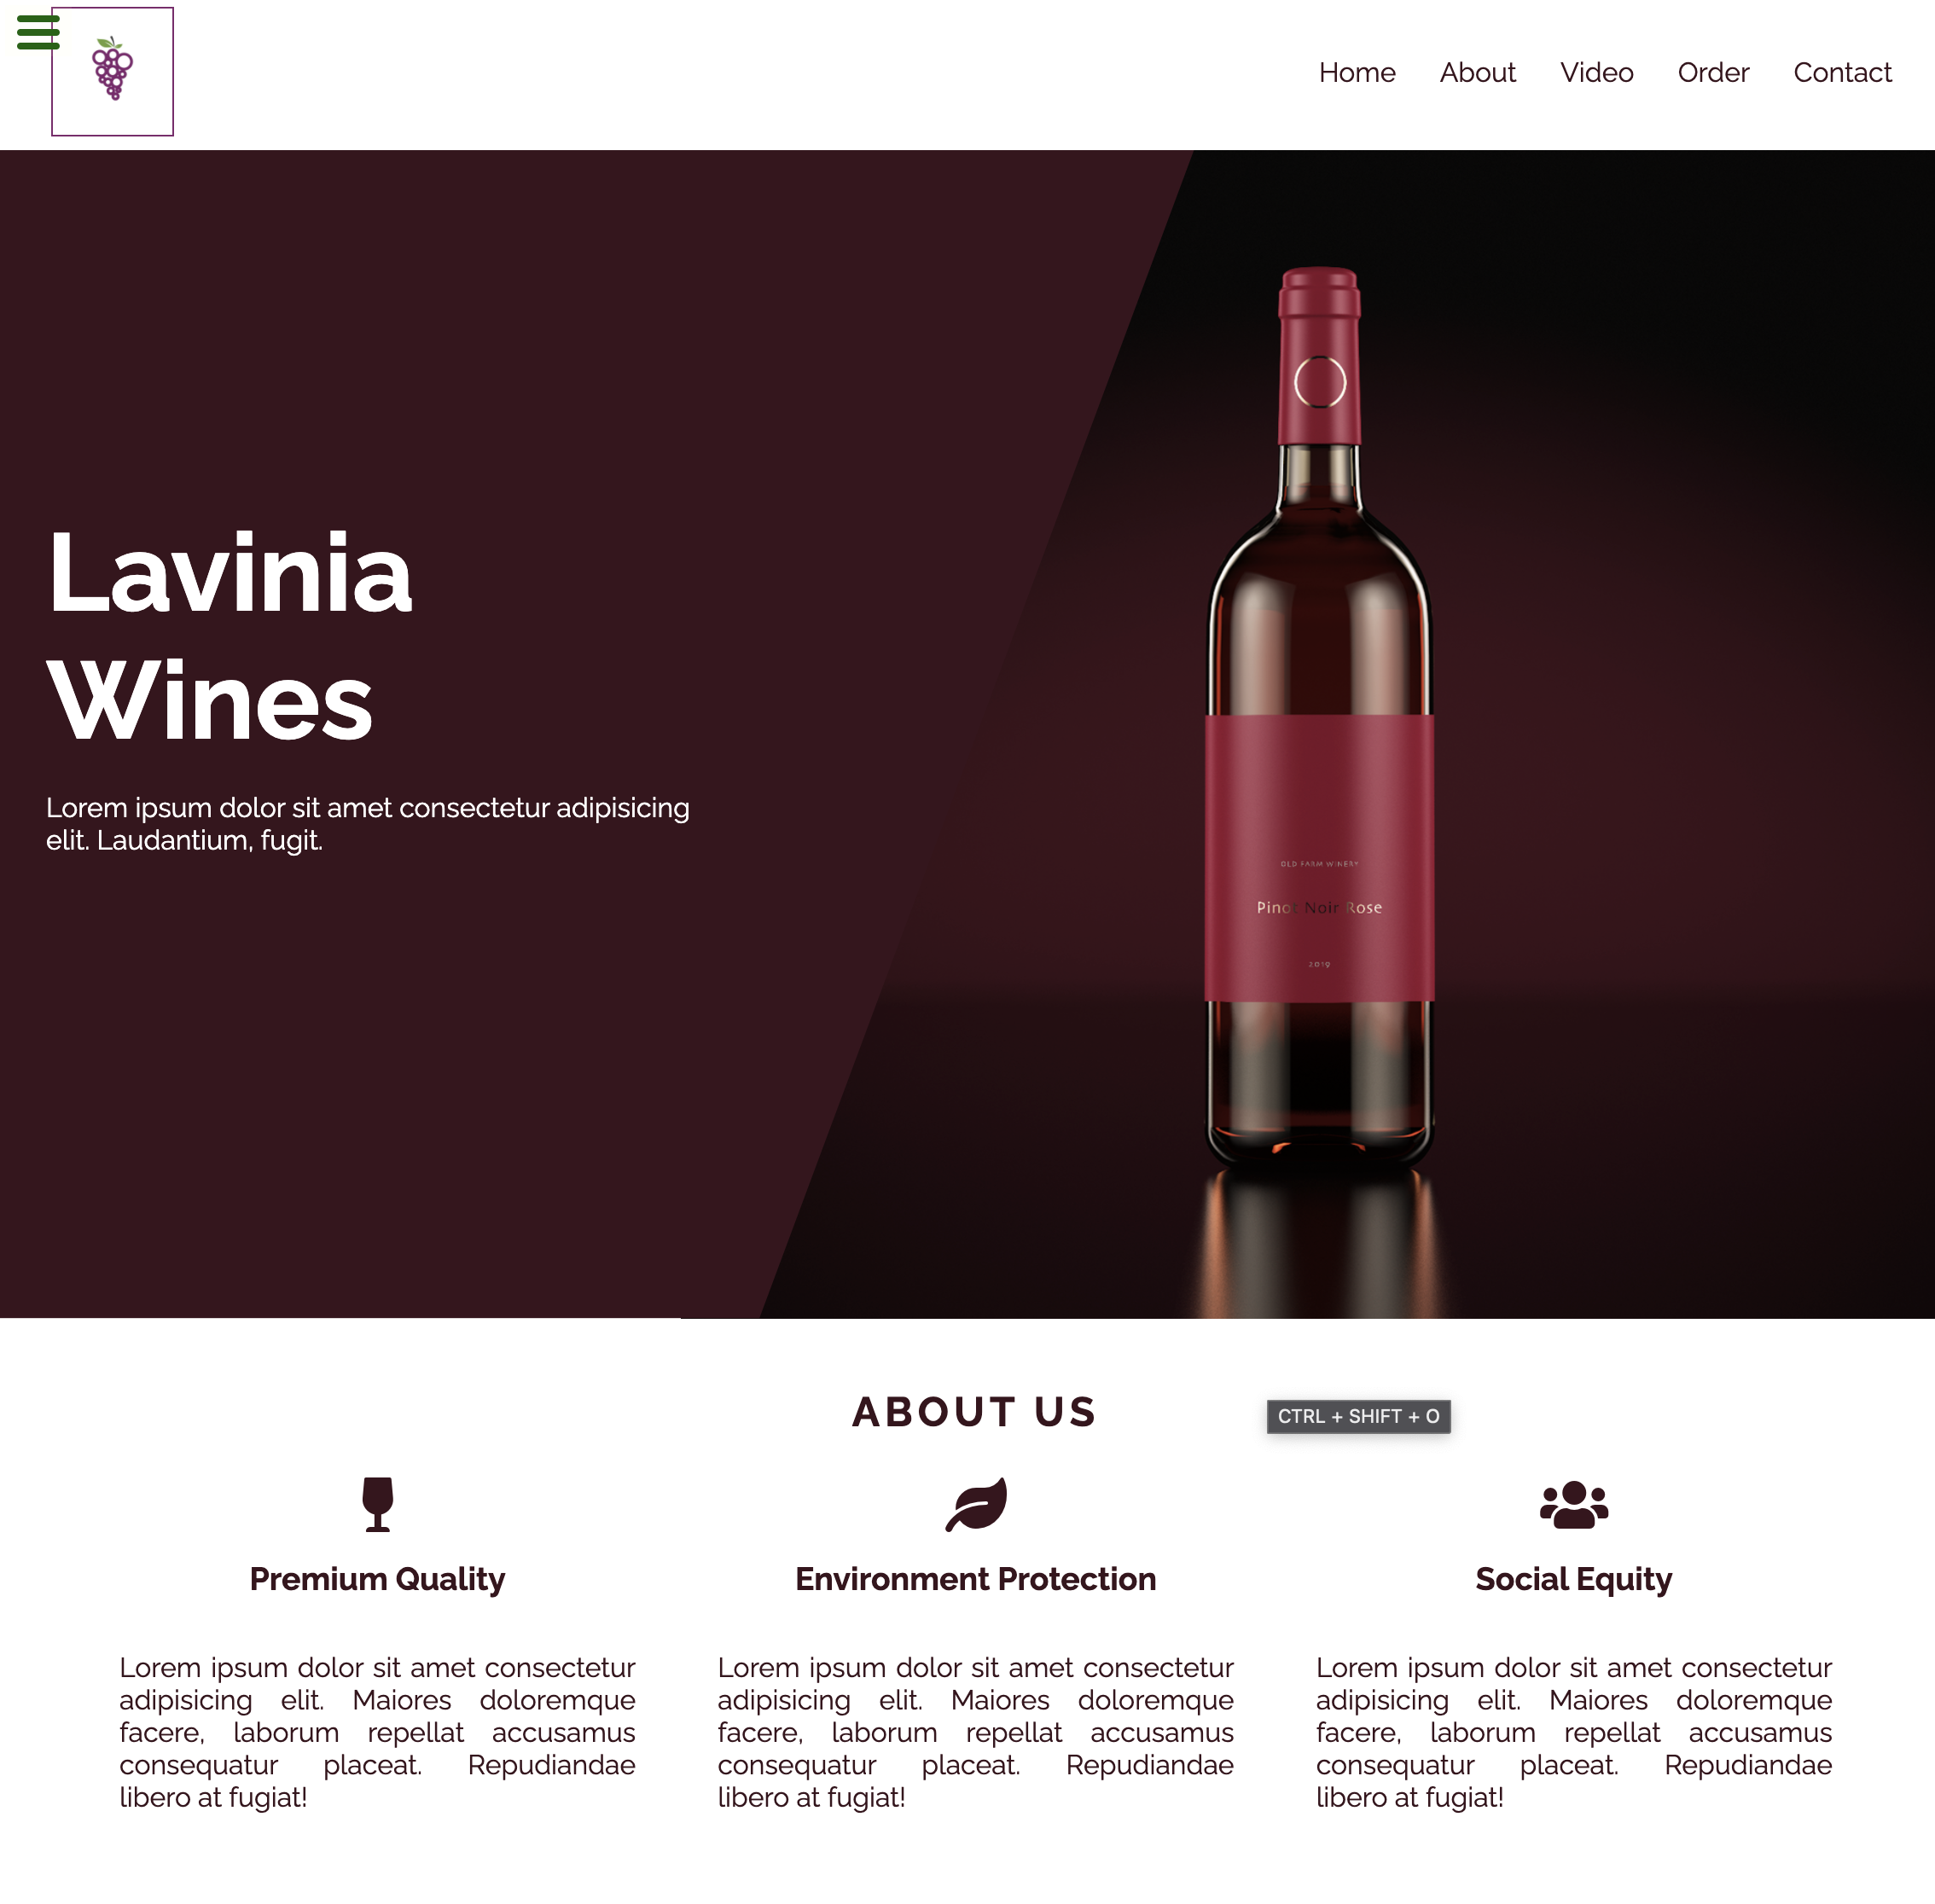 Home About Video Order Contact
Lavinia
Wines
Lorem ipsum dolor sit amet consectetur adipisicing
elit. Laudantium, fugit.
OLD FARM WINERY
Pinot Noir Rose
2019
ABOUT US
CTRL + SHIFT + O
Premium Quality
Lorem ipsum dolor sit amet consectetur
adipisicing elit. Maiores doloremque
facere, laborum repellat accusamus
consequatur placeat. Repudiandae
libero at fugiat!
Environment Protection
Lorem ipsum dolor sit amet consectetur
adipisicing elit. Maiores doloremque
facere, laborum repellat accusamus
consequatur placeat. Repudiandae
libero at fugiat!
Social Equity
Lorem ipsum dolor sit amet consectetur
adipisicing elit. Maiores doloremque
facere, laborum repellat accusamus
consequatur placeat. Repudiandae
libero at fugiat!